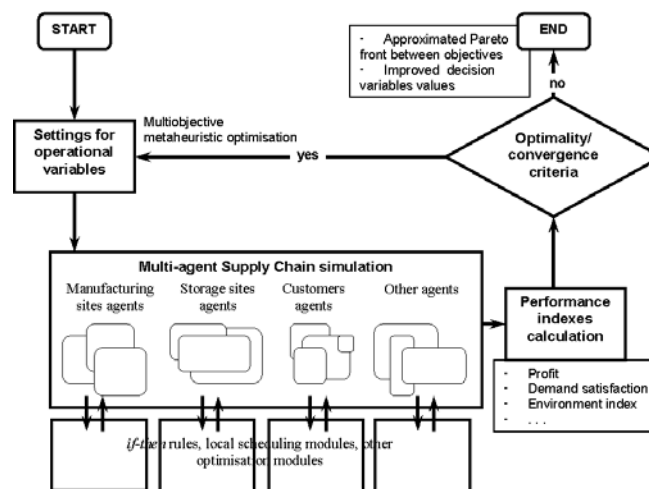 START
END
- Approximated Pareto
front between objectives
- Improved decision
variables values
no
Settings for
operational
variables
Multiobjective
metaheuristic optimisation
yes
Optimality/
convergence
criteria
Multi-agent Supply Chain simulation
Manufacturing
sites agents
Storage sites
agents
Customers
agents
Other agents
Performance
indexes
calculation
- Profit
- Demand satisfaction
- Environment index
- . . .
if-then rules, local scheduling modules, other
optimisation modules